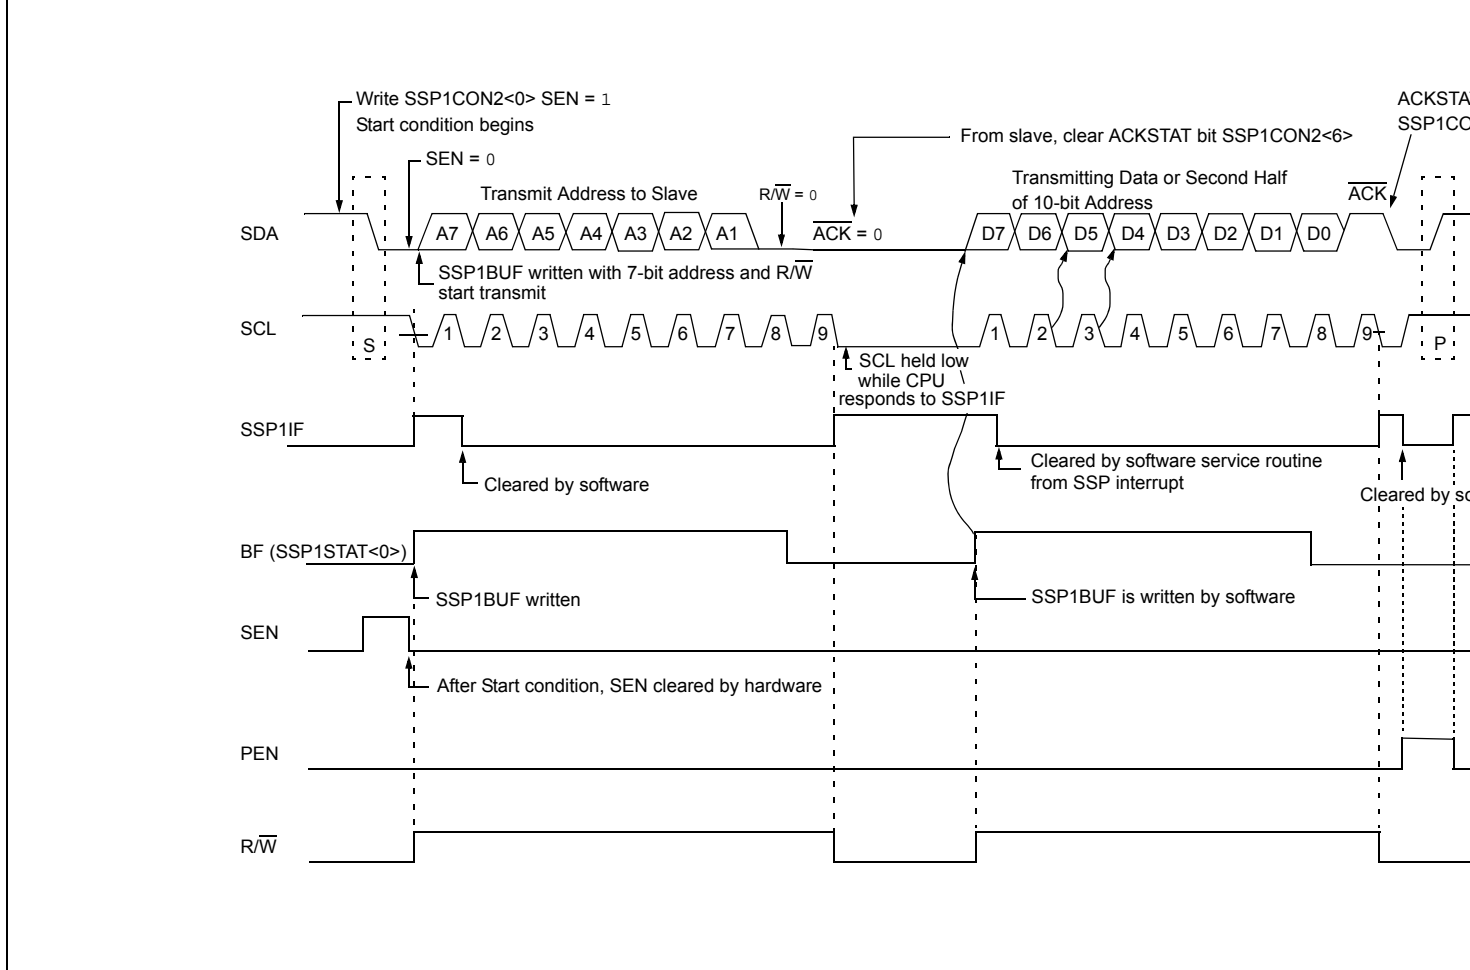 Write SSP1CON2<0> SEN = 1
Start condition begins
ACKSTA
SSP1CO
From slave, clear ACKSTAT bit SSP1CON2<6>
SEN = 0
Transmit Address to Slave
R/W̅ = 0
Transmitting Data or Second Half
of 10-bit Address
A̅C̅K̅
SDA
A7 A6 A5 A4 A3 A2 A1
A̅C̅K̅ = 0
D7 D6 D5 D4 D3 D2 D1 D0
SSP1BUF written with 7-bit address and R/W̅
start transmit
SCL
S
1 2 3 4 5 6 7 8 9
1 2 3 4 5 6 7 8 9
P
SCL held low
while CPU
responds to SSP1IF
SSP1IF
Cleared by software
Cleared by software service routine
from SSP interrupt
Cleared by so
BF (SSP1STAT<0>)
SSP1BUF written
SSP1BUF is written by software
SEN
After Start condition, SEN cleared by hardware
PEN
R/W̅